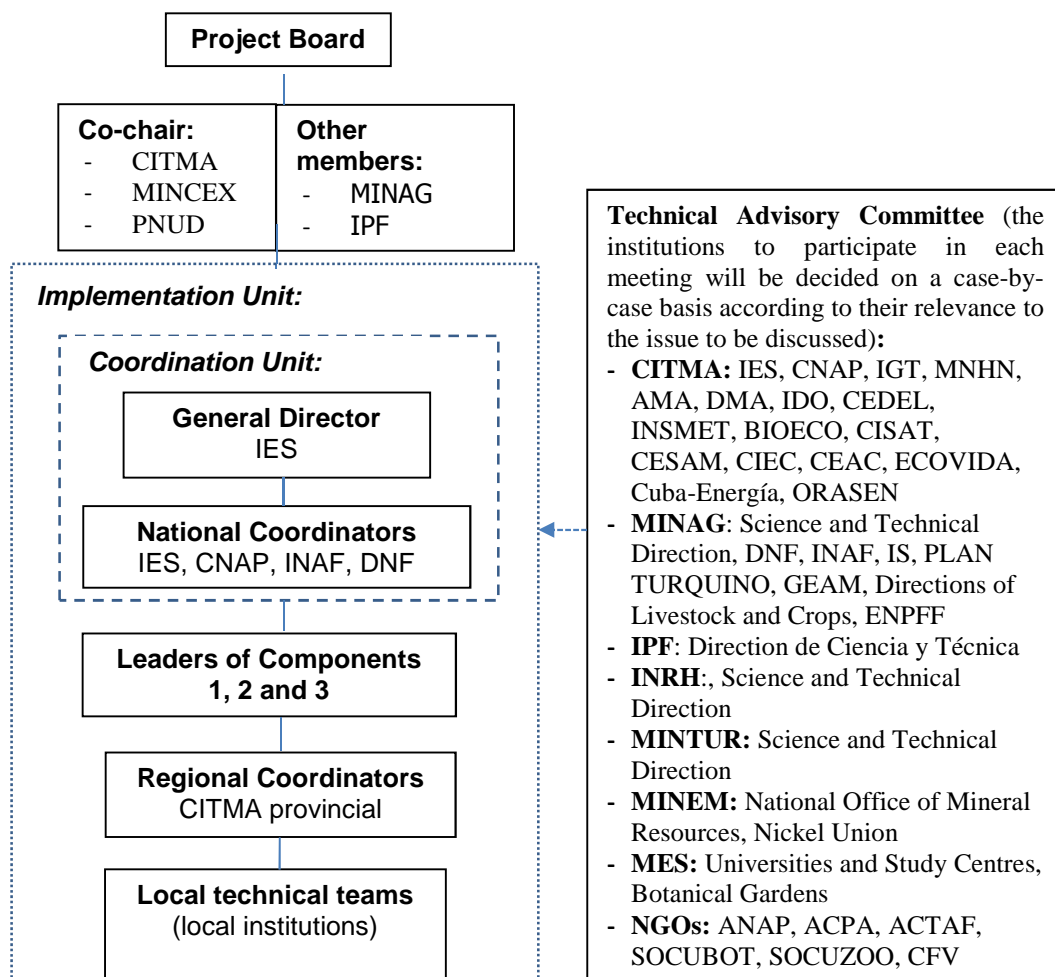 Project Board
Co-chair:
- CITMA
- MINCEX
- PNUD
Other
members:
- MINAG
- IPF
Implementation Unit:
Coordination Unit:
General Director
IES
National Coordinators
IES, CNAP, INAF, DNF
Leaders of Components
1, 2 and 3
Regional Coordinators
CITMA provincial
Local technical teams
(local institutions)
Technical Advisory Committee (the
institutions to participate in each
meeting will be decided on a case-by-
case basis according to their relevance to
the issue to be discussed):
- CITMA: IES, CNAP, IGT, MNHN,
AMA, DMA, IDO, CEDEL,
INSMET, BIOECO, CISAT,
CESAM, CIEC, CEAC, ECOVIDA,
Cuba-Energía, ORASEN
- MINAG: Science and Technical
Direction, DNF, INAF, IS, PLAN
TURQUINO, GEAM, Directions of
Livestock and Crops, ENPFF
- IPF: Direction de Ciencia y Técnica
- INRH:, Science and Technical
Direction
- MINTUR: Science and Technical
Direction
- MINEM: National Office of Mineral
Resources, Nickel Union
- MES: Universities and Study Centres,
Botanical Gardens
- NGOs: ANAP, ACPA, ACTAF,
SOCUBOT, SOCUZOO, CFV